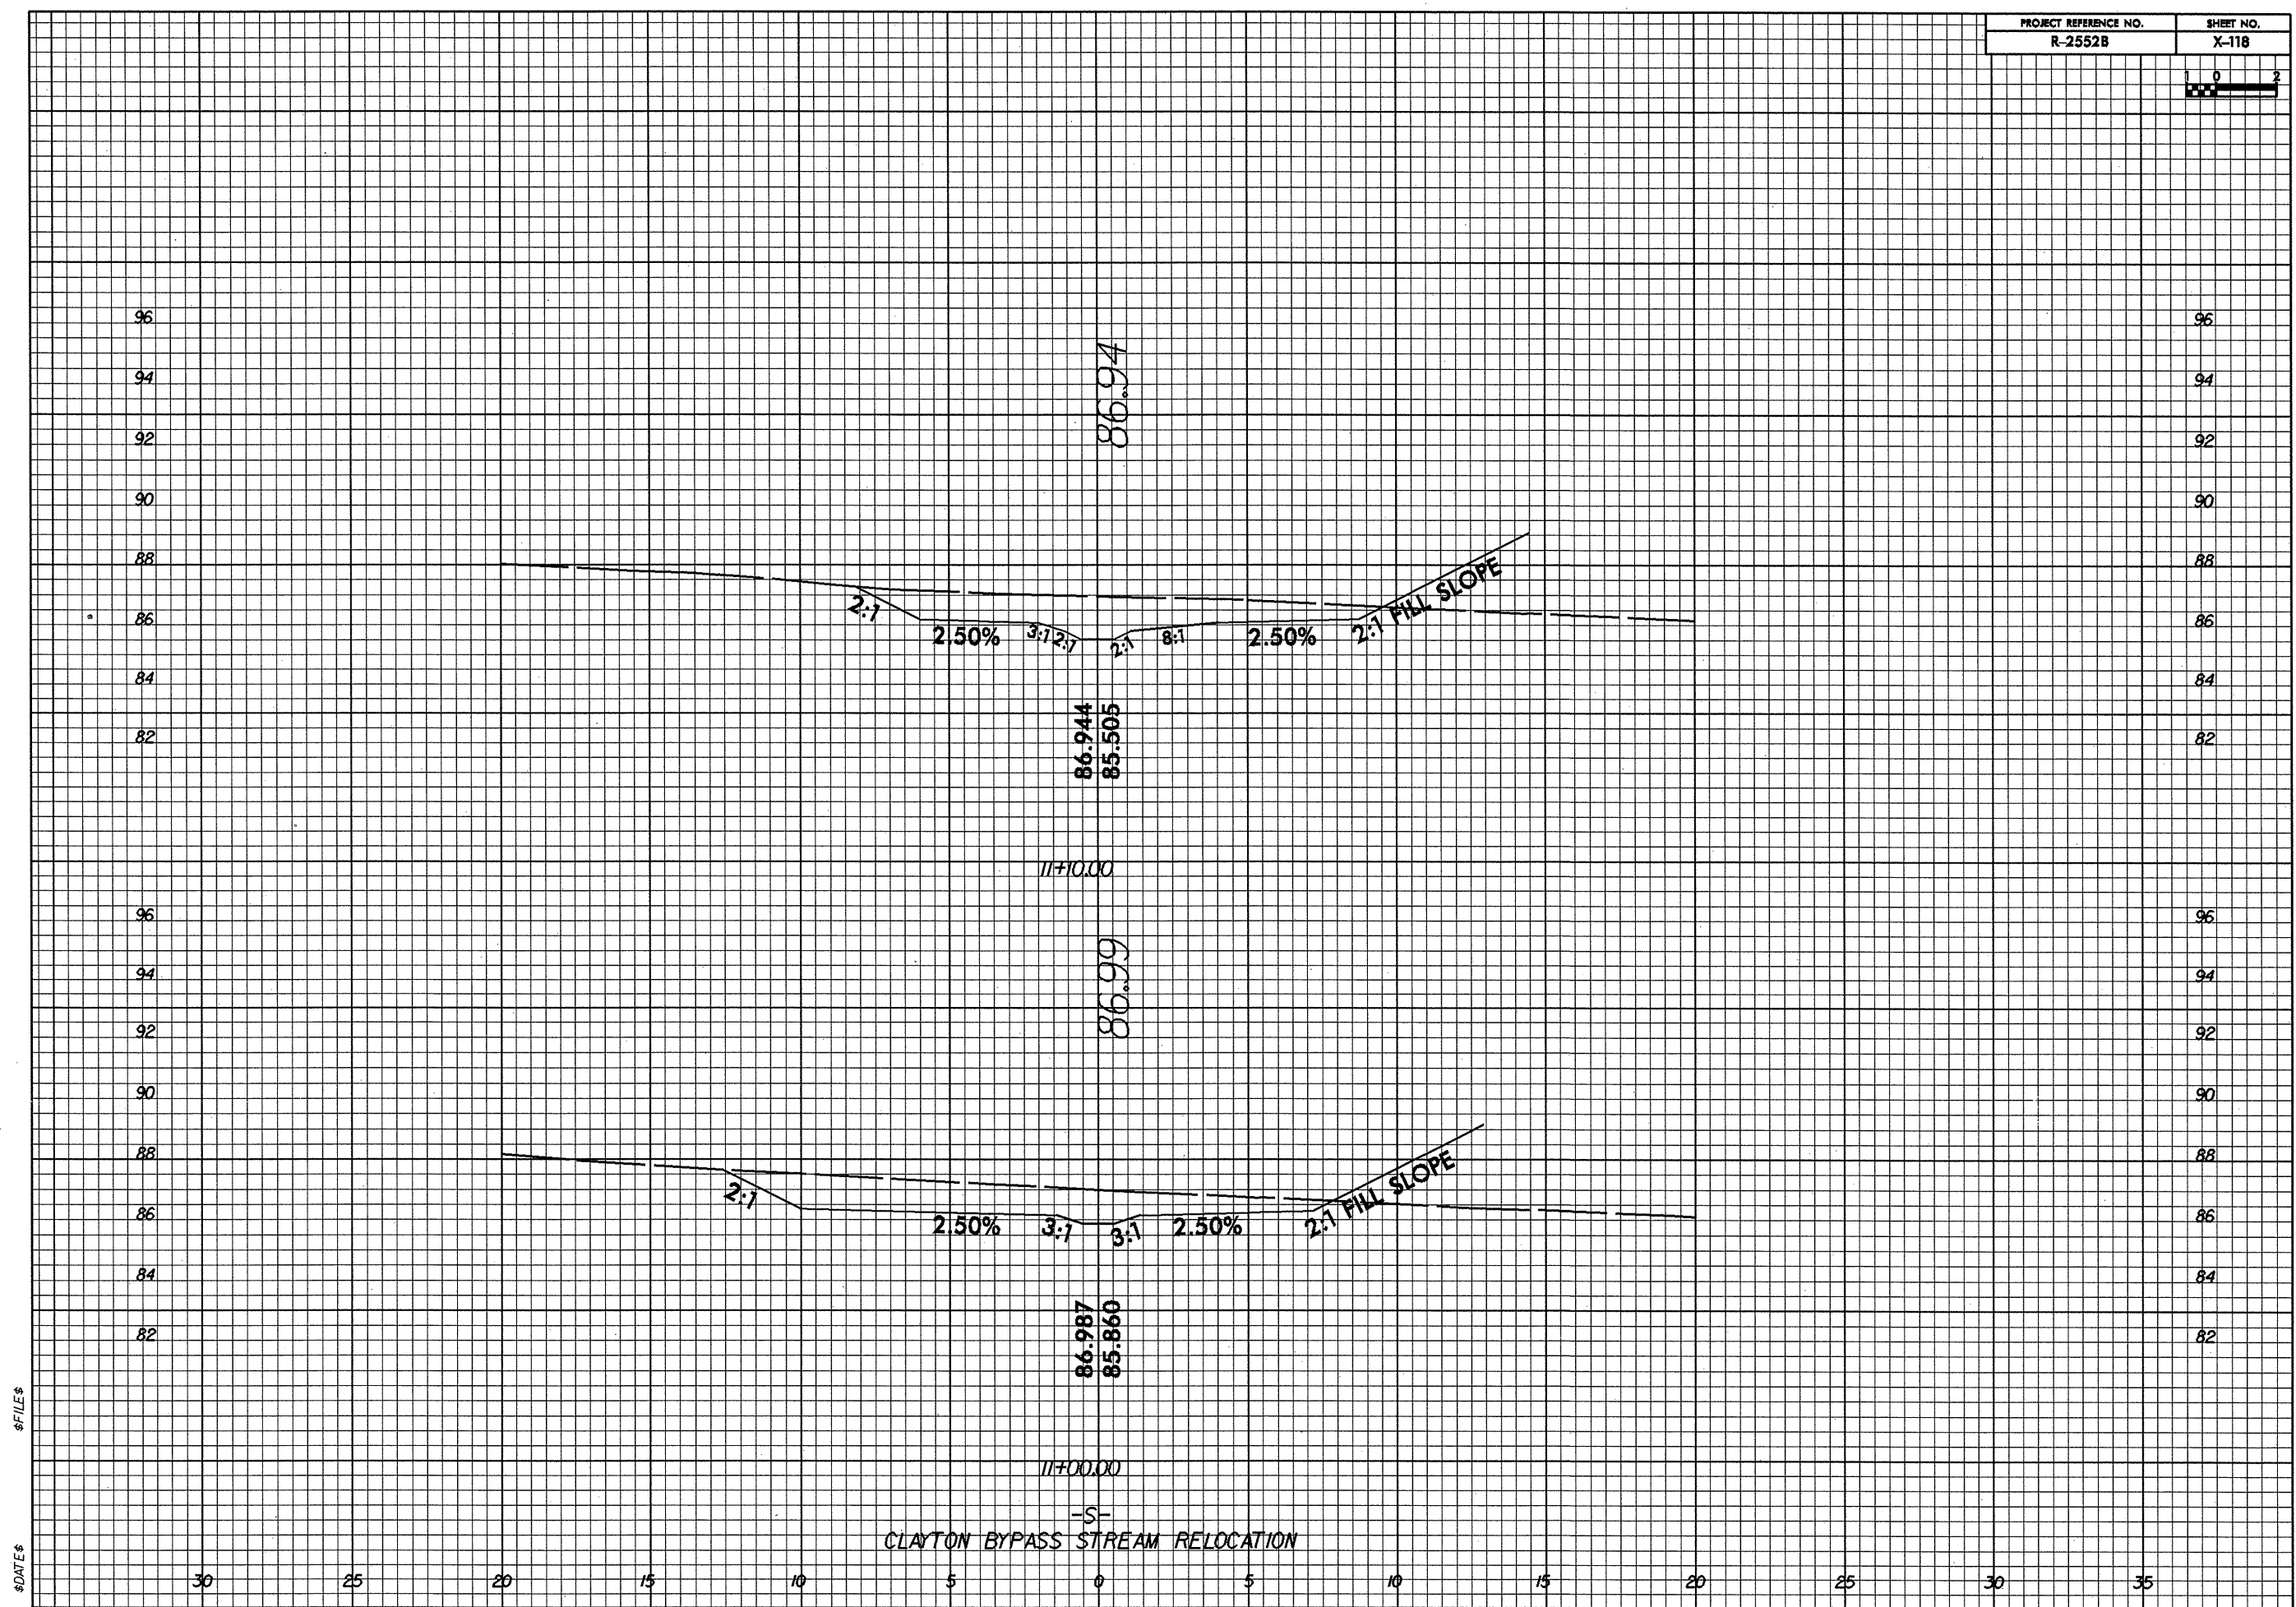 PROJECT REFERENCE NO. SHEET NO.
R-2552B X-118
1 0 2
96 96
94 86.94 94
92 92
90 90
88 88
86 2:1 2.50% 3:1 2:1 2:1 8:1 2.50% 2:1 FILL SLOPE 86
84 84
86.944
85.505
82 82
11+10.00
96 96
94 86.99 94
92 92
90 90
88 88
86 2:1 2.50% 3:1 3:1 2.50% 2:1 FILL SLOPE 86
84 84
86.987
85.860
82 82
$FILE$
11+00.00
-S-
CLAYTON BYPASS STREAM RELOCATION
$DATE$
30 25 20 15 10 5 0 5 10 15 20 25 30 35